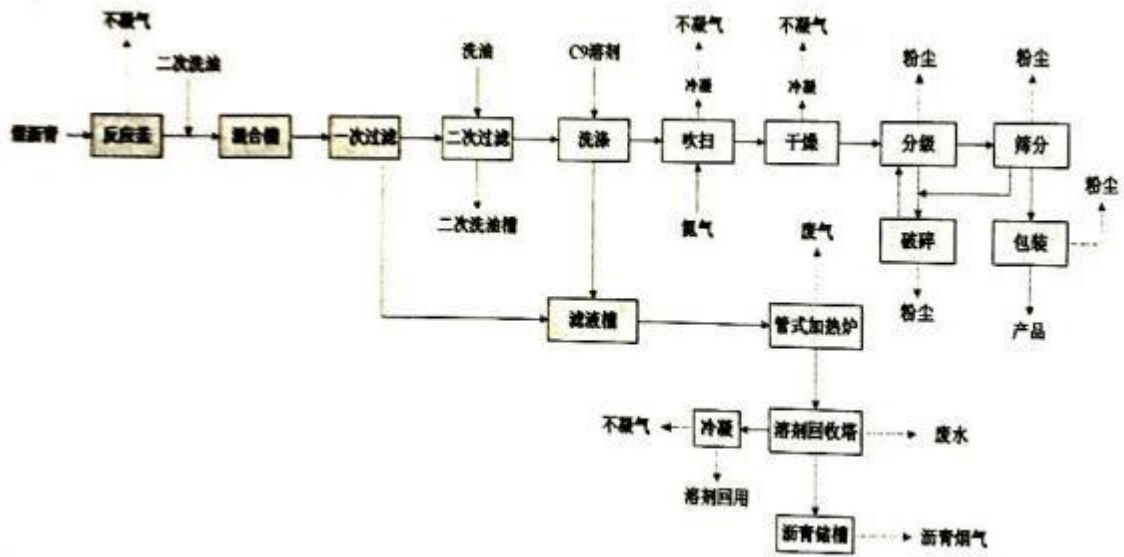 不凝气
二次洗油
洗油
C9溶剂
不凝气
不凝气
粉尘
粉尘
冷凝
冷凝
沥青
反应釜
混合槽
一次过滤
二次过滤
洗涤
吹扫
干燥
分级
筛分
粉尘
二次洗油槽
氮气
废气
破碎
包装
滤液槽
管式加热炉
粉尘
产品
不凝气
冷凝
溶剂回收塔
废水
溶剂回用
沥青储槽
沥青烟气